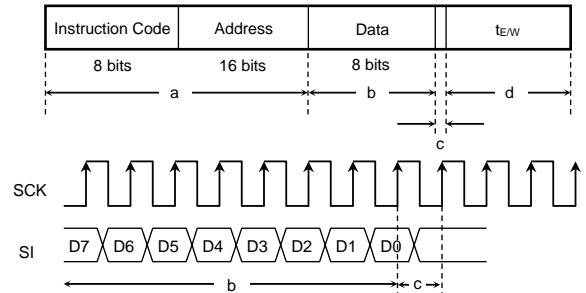 Instruction Code Address Data tE/W
8 bits 16 bits 8 bits
a b d
c
SCK
SI D7 D6 D5 D4 D3 D2 D1 D0
b c